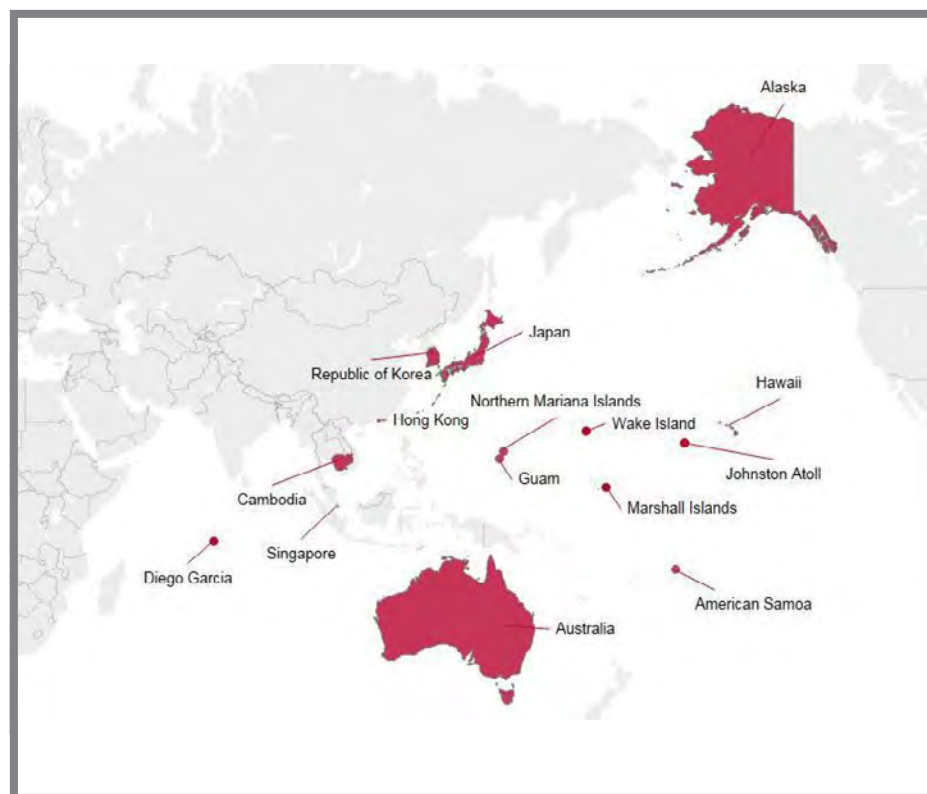 Alaska
Japan
Republic of Korea
Hawaii
Northern Mariana Islands
Hong Kong
Wake Island
Johnston Atoll
Guam
Cambodia
Marshall Islands
Singapore
Diego Garcia
American Samoa
Australia